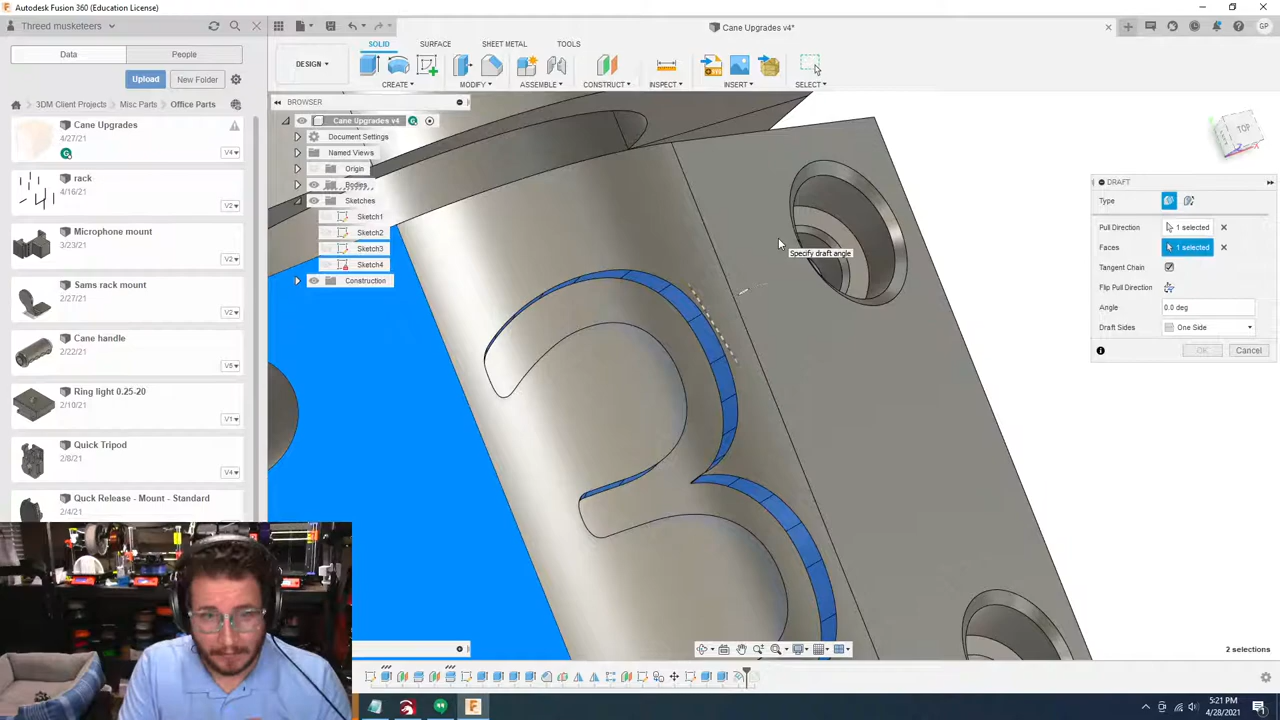 Autodesk Fusion 360 (Education License)
Threed musketeers
Cane Upgrades v4*
GP
Data
People
Upload
New Folder
3DM Client Projects
Misc Parts
Office Parts
Cane Upgrades
4/27/21
G
V4
rack
4/16/21
V2
Microphone mount
3/23/21
V2
Sams rack mount
2/27/21
V2
Cane handle
2/22/21
V6
Ring light 0.25-20
2/10/21
V1
Quick Tripod
2/8/21
V4
Quck Release - Mount - Standard
2/4/21
DESIGN
SOLID
SURFACE
SHEET METAL
TOOLS
CREATE
MODIFY
ASSEMBLE
CONSTRUCT
INSPECT
INSERT
SELECT
BROWSER
Cane Upgrades v4
G
Document Settings
Named Views
Origin
Bodies
Sketches
Sketch1
Sketch2
Sketch3
Sketch4
Construction
Specify draft angle
TOP
DRAFT
Type
Pull Direction
1 selected
Faces
1 selected
Tangent Chain
Flip Pull Direction
Angle
0.0 deg
Draft Sides
One Side
OK
Cancel
2 selections
5:21 PM
4/28/2021